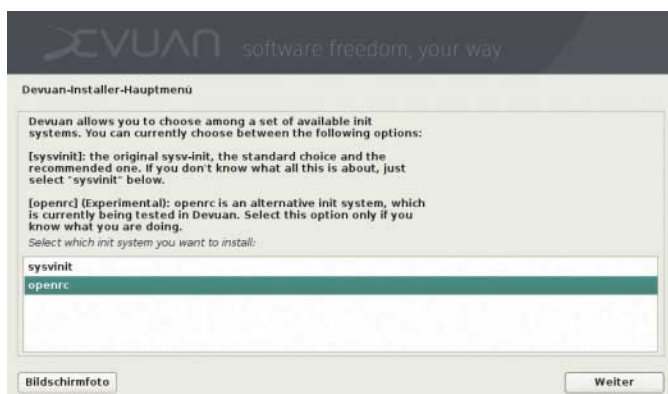 DEVUAN software freedom, your way
Devuan-Installer-Hauptmenü
Devuan allows you to choose among a set of available init
systems. You can currently choose between the following options:
[sysvinit]: the original sysv-init, the standard choice and the
recommended one. If you don't know what all this is about, just
select "sysvinit" below.
[openrc] (Experimental): openrc is an alternative init system, which
is currently being tested in Devuan. Select this option only if you
know what you are doing.
Select which init system you want to install:
sysvinit
openrc
Bildschirmfoto Weiter